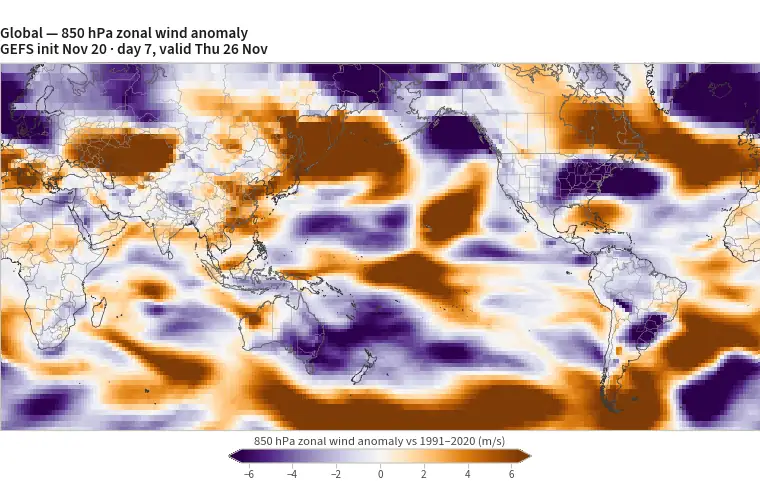 Global — 850 hPa zonal wind anomaly
GEFS init Nov 20 · day 7, valid Thu 26 Nov
850 hPa zonal wind anomaly vs 1991–2020 (m/s)
−6 −4 −2 0 2 4 6